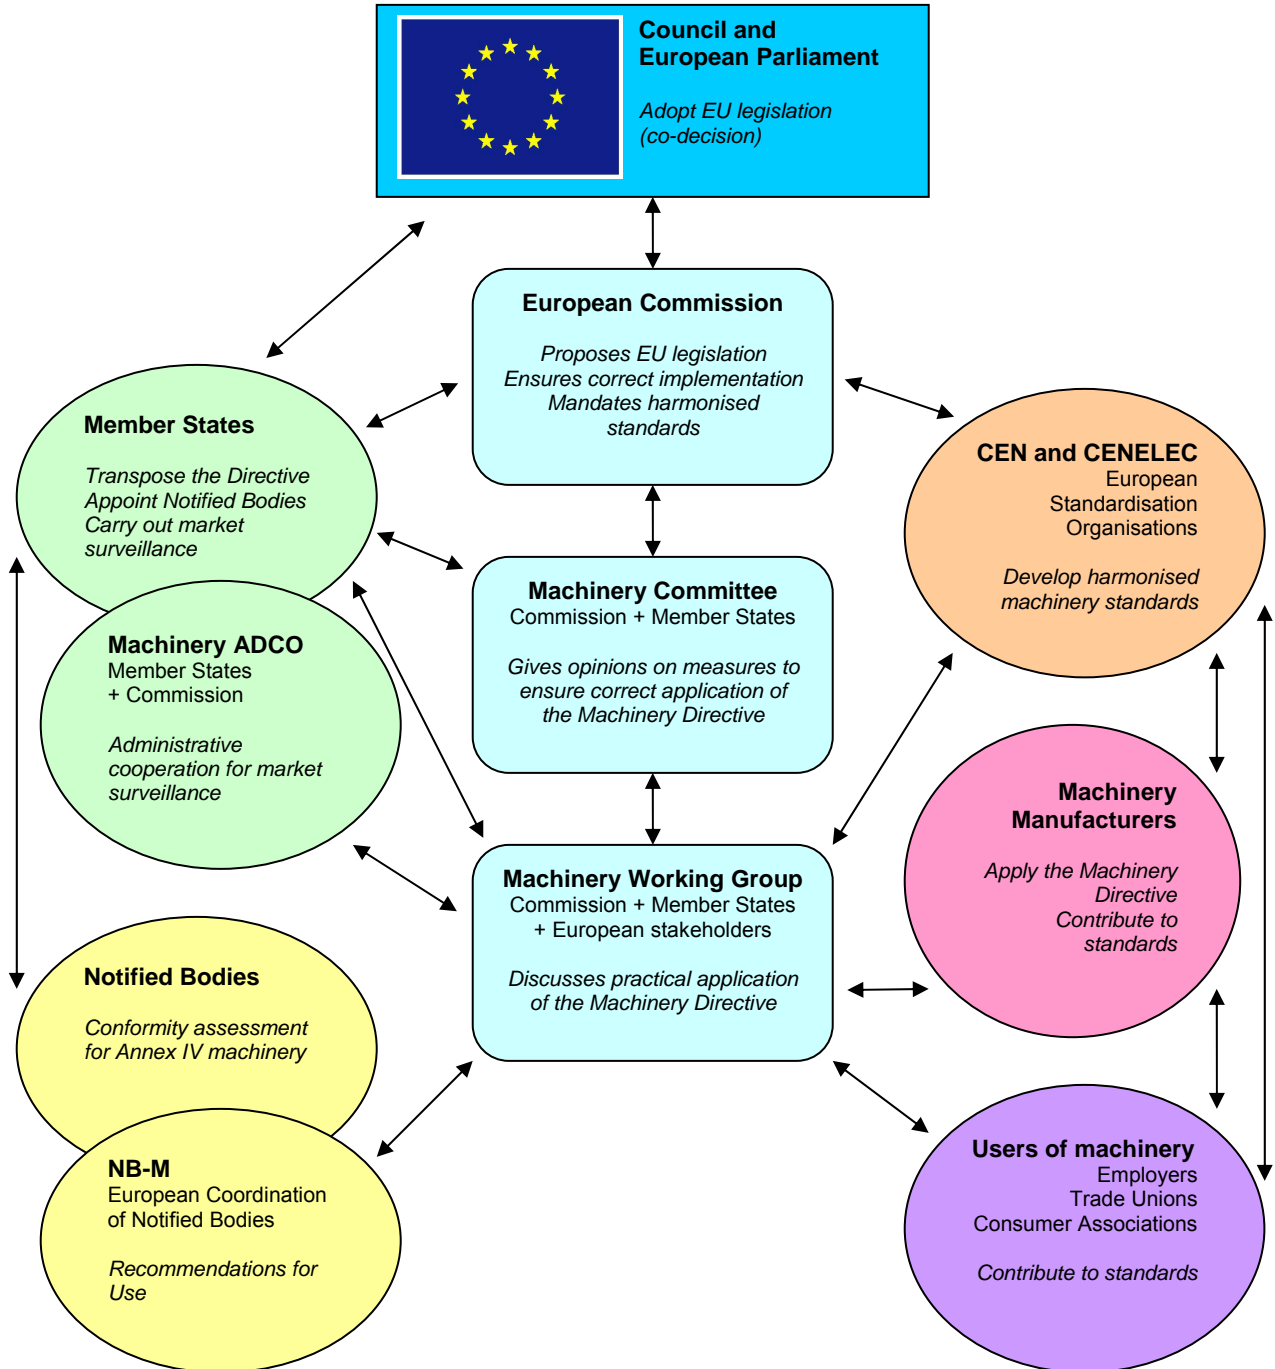 Council and
European Parliament
Adopt EU legislation
(co-decision)
European Commission
Proposes EU legislation
Ensures correct implementation
Mandates harmonised
standards
Member States
Transpose the Directive
Appoint Notified Bodies
Carry out market
surveillance
CEN and CENELEC
European
Standardisation
Organisations
Develop harmonised
machinery standards
Machinery Committee
Commission + Member States
Gives opinions on measures to
ensure correct application of
the Machinery Directive
Machinery ADCO
Member States
+ Commission
Administrative
cooperation for market
surveillance
Machinery
Manufacturers
Apply the Machinery
Directive
Contribute to
standards
Machinery Working Group
Commission + Member States
+ European stakeholders
Discusses practical application
of the Machinery Directive
Notified Bodies
Conformity assessment
for Annex IV machinery
NB-M
European Coordination
of Notified Bodies
Recommendations for
Use
Users of machinery
Employers
Trade Unions
Consumer Associations
Contribute to standards